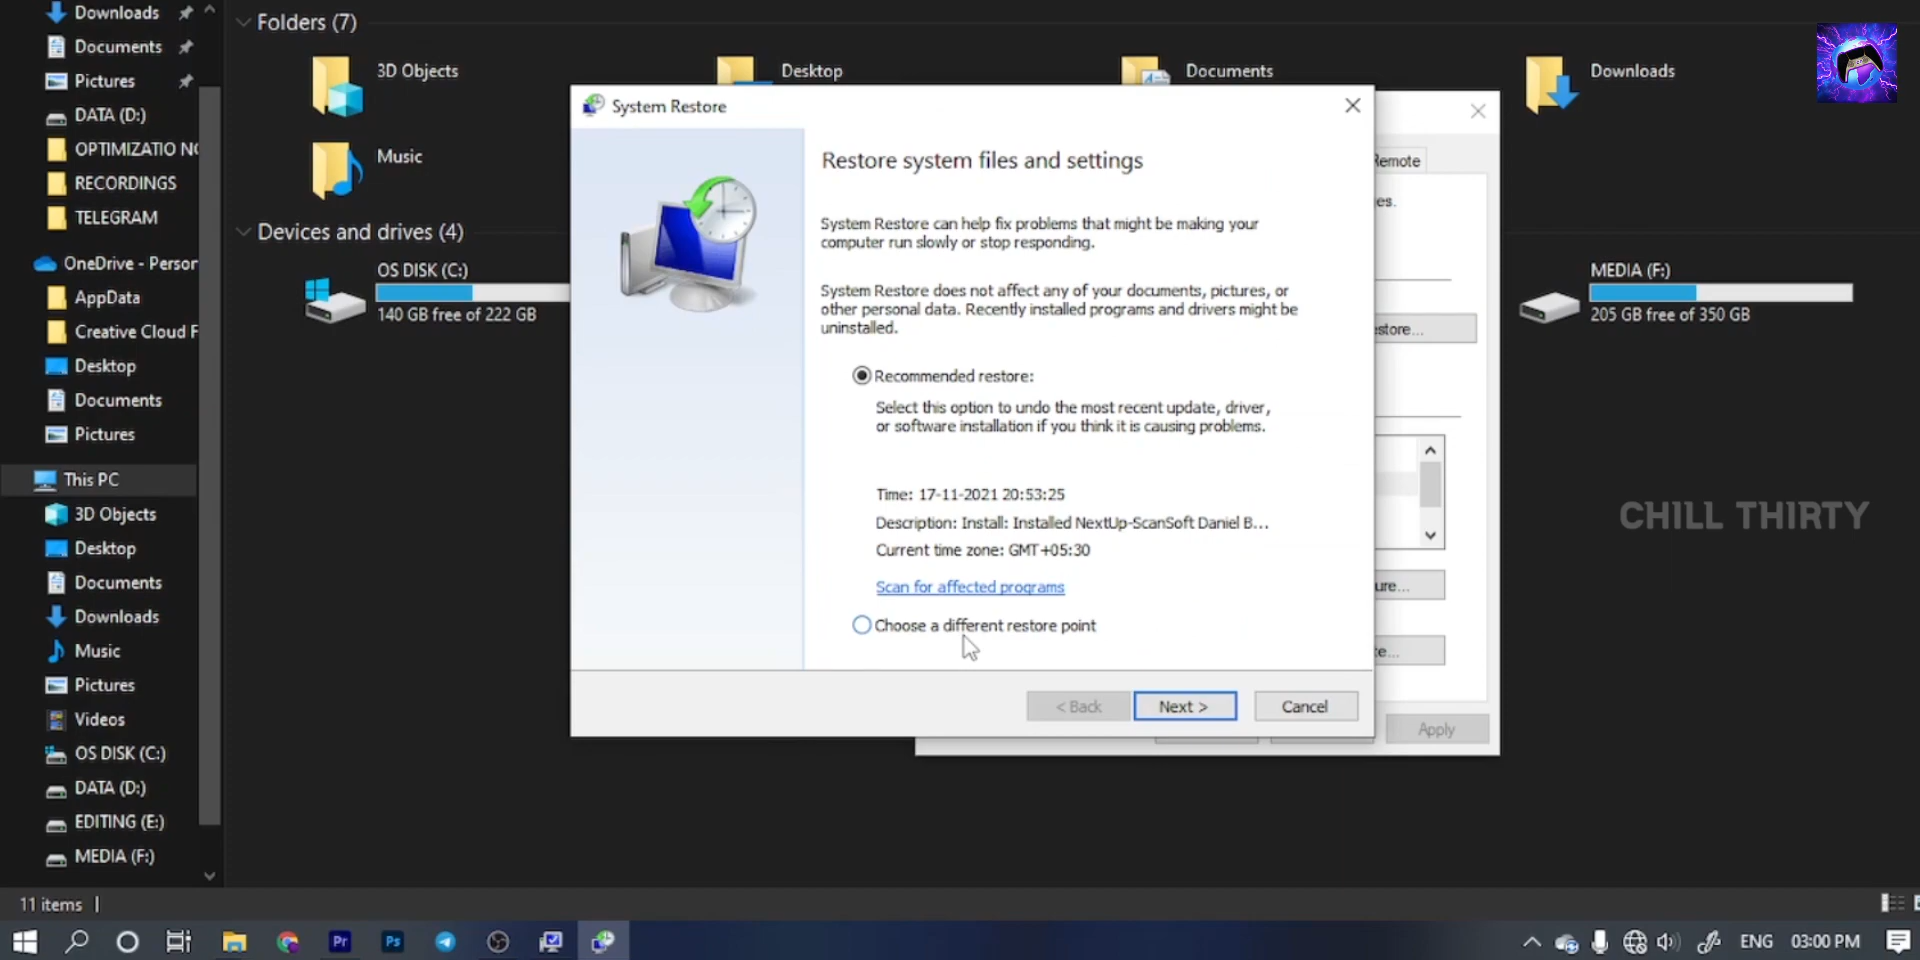 Downloads
Documents
Pictures
DATA (D:)
OPTIMIZATIO
RECORDINGS
TELEGRAM
OneDrive - Person
AppData
Creative Cloud F
Desktop
Documents
Pictures
This PC
3D Objects
Desktop
Documents
Downloads
Music
Pictures
Videos
OS DISK (C:)
DATA (D:)
EDITING (E:)
MEDIA (F:)
11 items
Folders (7)
3D Objects
Desktop
Documents
Downloads
Music
Devices and drives (4)
OS DISK (C:)
140 GB free of 222 GB
MEDIA (F:)
205 GB free of 350 GB
System Restore
Restore system files and settings
System Restore can help fix problems that might be making your
computer run slowly or stop responding.
System Restore does not affect any of your documents, pictures, or
other personal data. Recently installed programs and drivers might be
uninstalled.
Recommended restore:
Select this option to undo the most recent update, driver,
or software installation if you think it is causing problems.
Time: 17-11-2021 20:53:25
Description: Install: Installed NextUp-ScanSoft Daniel B...
Current time zone: GMT+05:30
Scan for affected programs
Choose a different restore point
< Back
Next >
Cancel
Remote
es.
estore...
ure...
te...
Apply
CHILL THIRTY
Pr
Ps
ENG
03:00 PM